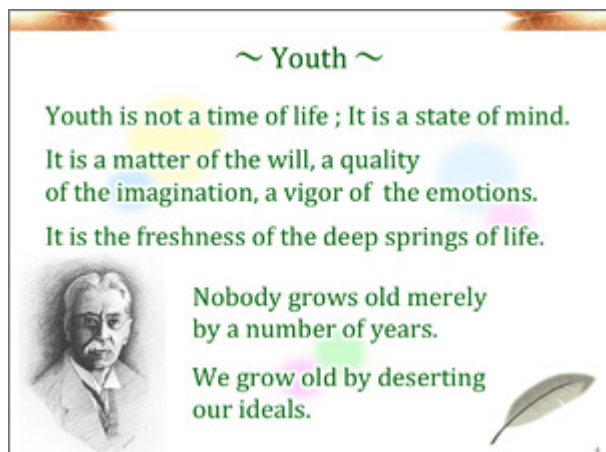 ～ Youth ～
Youth is not a time of life ; It is a state of mind.
It is a matter of the will, a quality
of the imagination, a vigor of the emotions.
It is the freshness of the deep springs of life.
Nobody grows old merely
by a number of years.
We grow old by deserting
our ideals.